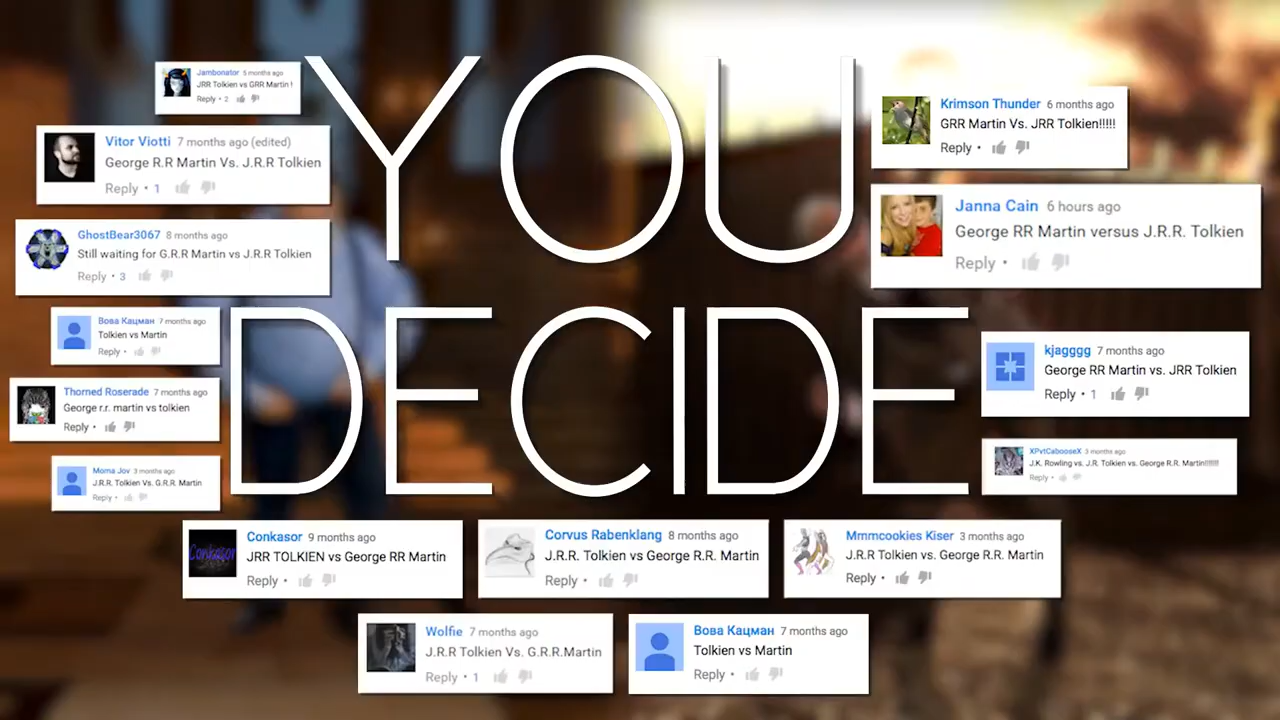 YOU
DECIDE
Jambonator 5 months ago
JRR Tolkien vs GRR Martin !
Reply • 2
Vitor Viotti 7 months ago (edited)
George R.R Martin Vs. J.R.R Tolkien
Reply • 1
GhostBear3067 8 months ago
Still waiting for G.R.R Martin vs J.R.R Tolkien
Reply • 3
Вова Кацман 7 months ago
Tolkien vs Martin
Reply •
Thorned Roserade 7 months ago
George r.r. martin vs tolkien
Reply •
Moma Jov 3 months ago
J.R.R. Tolkien Vs. G.R.R. Martin
Reply •
Krimson Thunder 6 months ago
GRR Martin Vs. JRR Tolkien!!!!!
Reply •
Janna Cain 6 hours ago
George RR Martin versus J.R.R. Tolkien
Reply •
kjagggg 7 months ago
George RR Martin vs. JRR Tolkien
Reply • 1
XPvtCabooseX 3 months ago
J.K. Rowling vs. J.R. Tolkien vs. George R.R. Martin!!!!!!!
Reply •
Conkasor
Conkasor 9 months ago
JRR TOLKIEN vs George RR Martin
Reply •
Corvus Rabenklang 8 months ago
J.R.R. Tolkien vs George R.R. Martin
Reply •
Mmmcookies Kiser 3 months ago
J.R.R Tolkien vs. George R.R. Martin
Reply •
Wolfie 7 months ago
J.R.R Tolkien Vs. G.R.R.Martin
Reply • 1
Вова Кацман 7 months ago
Tolkien vs Martin
Reply •